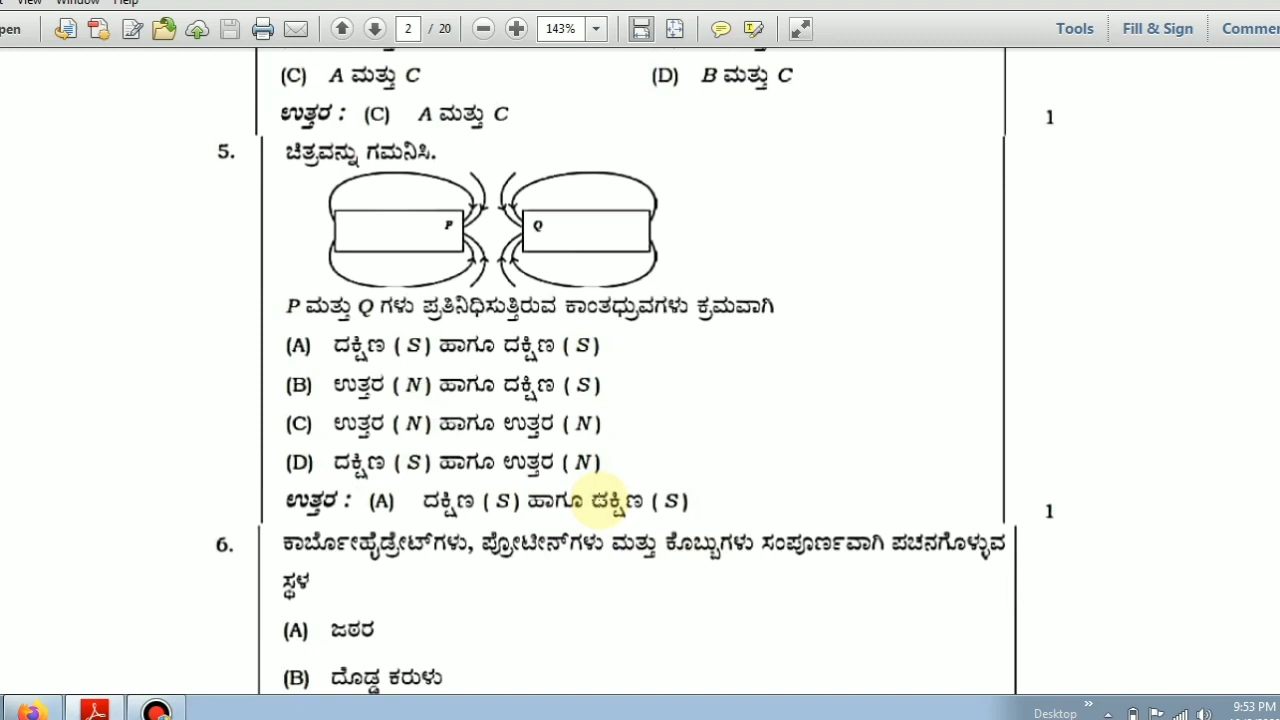 t View Window Help
pen 2 / 20 143% Tools Fill & Sign Commer
(C) A ಮತ್ತು C (D) B ಮತ್ತು C
ಉತ್ತರ : (C) A ಮತ್ತು C 1
5. ಚಿತ್ರವನ್ನು ಗಮನಿಸಿ.
P Q
P ಮತ್ತು Q ಗಳು ಪ್ರತಿನಿಧಿಸುತ್ತಿರುವ ಕಾಂತಧ್ರುವಗಳು ಕ್ರಮವಾಗಿ
(A) ದಕ್ಷಿಣ ( S ) ಹಾಗೂ ದಕ್ಷಿಣ ( S )
(B) ಉತ್ತರ ( N ) ಹಾಗೂ ದಕ್ಷಿಣ ( S )
(C) ಉತ್ತರ ( N ) ಹಾಗೂ ಉತ್ತರ ( N )
(D) ದಕ್ಷಿಣ ( S ) ಹಾಗೂ ಉತ್ತರ ( N )
ಉತ್ತರ : (A) ದಕ್ಷಿಣ ( S ) ಹಾಗೂ ದಕ್ಷಿಣ ( S ) 1
6. ಕಾರ್ಬೋಹೈಡ್ರೇಟ್‌ಗಳು, ಪ್ರೋಟೀನ್‌ಗಳು ಮತ್ತು ಕೊಬ್ಬುಗಳು ಸಂಪೂರ್ಣವಾಗಿ ಪಚನಗೊಳ್ಳುವ
ಸ್ಥಳ
(A) ಜಠರ
(B) ದೊಡ್ಡ ಕರುಳು
Desktop » 9:53 PM